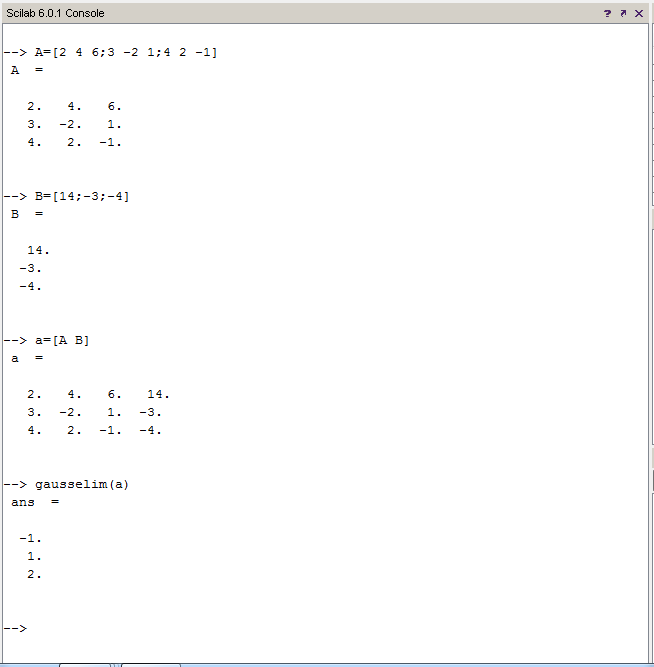 Scilab 6.0.1 Console
--> A=[2 4 6;3 -2 1;4 2 -1]
A =
2. 4. 6.
3. -2. 1.
4. 2. -1.
--> B=[14;-3;-4]
B =
14.
-3.
-4.
--> a=[A B]
a =
2. 4. 6. 14.
3. -2. 1. -3.
4. 2. -1. -4.
--> gausselim(a)
ans =
-1.
1.
2.
-->